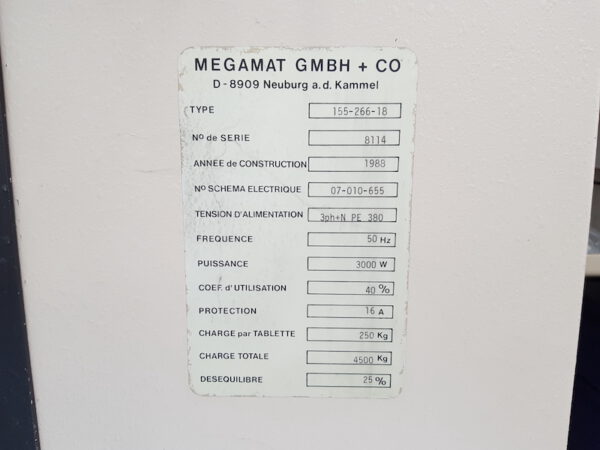 MEGAMAT GMBH + CO
D-8909 Neuburg a.d. Kammel
TYPE 155-266-18
Nº de SERIE 8114
ANNEE de CONSTRUCTION 1988
Nº SCHEMA ELECTRIQUE 07-010-655
TENSION D'ALIMENTATION 3ph+N PE 380
FREQUENCE 50 Hz
PUISSANCE 3000 W
COEF. d'UTILISATION 40 %
PROTECTION 16 A
CHARGE par TABLETTE 250 Kg
CHARGE TOTALE 4500 Kg
DESEQUILIBRE 25 %